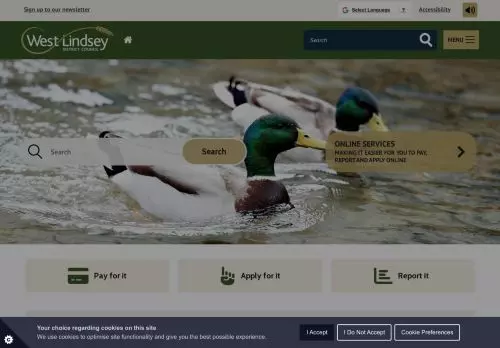 Sign up to our newsletter
Select Language
?
Accessibility
West Lindsey
DISTRICT COUNCIL
Search
MENU
Search
Search
ONLINE SERVICES
MAKING IT EASIER FOR YOU TO PAY,
REPORT AND APPLY ONLINE
Pay for it
Apply for it
Report it
Your choice regarding cookies on this site
We use cookies to optimise site functionality and give you the best possible experience.
I Accept
I Do Not Accept
Cookie Preferences